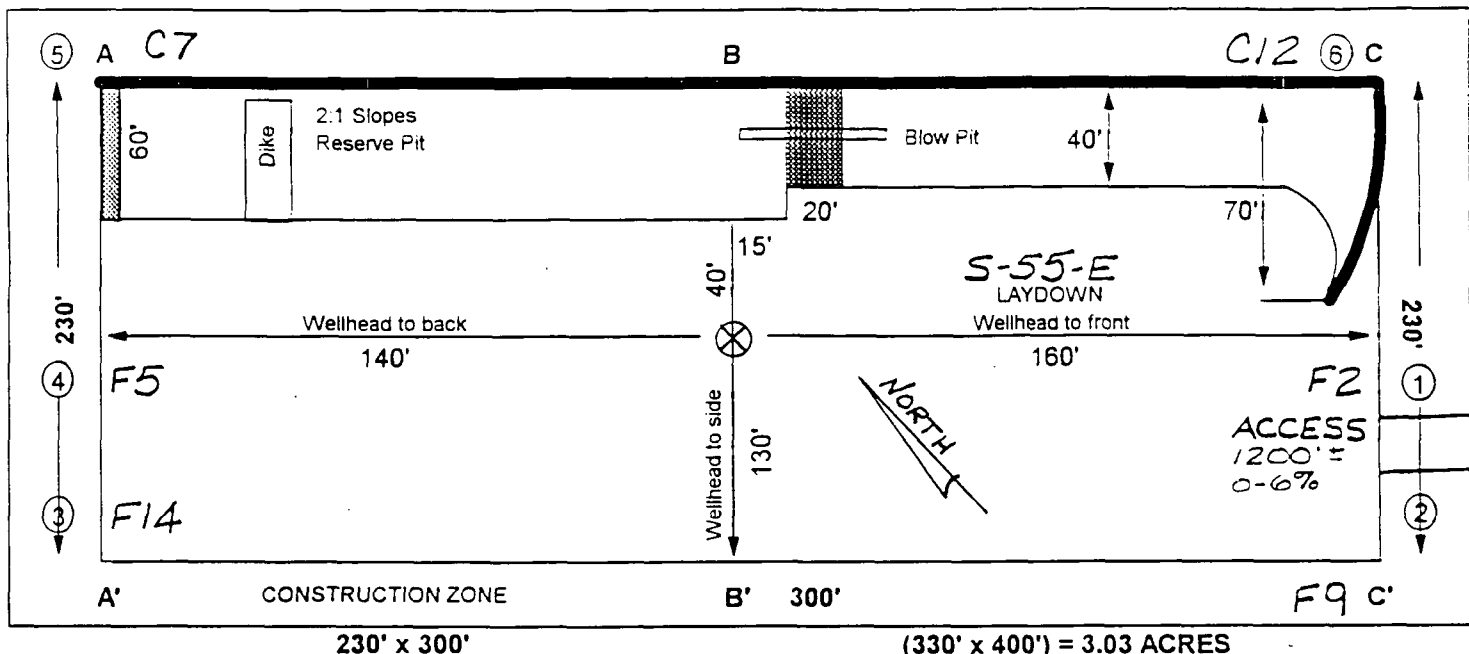 ⑤ A C7 B C12 ⑥ C
60'
Dike
2:1 Slopes
Reserve Pit
Blow Pit
40'
20'
70'
15'
40'
S-55-E
LAYDOWN
230'
Wellhead to back
140'
Wellhead to front
160'
230'
④ F5
F2 ①
Wellhead to side
130'
NORTH
ACCESS
1200'±
0-6%
③ F14
②
A' CONSTRUCTION ZONE B' 300' F9 C'
230' x 300' (330' x 400') = 3.03 ACRES